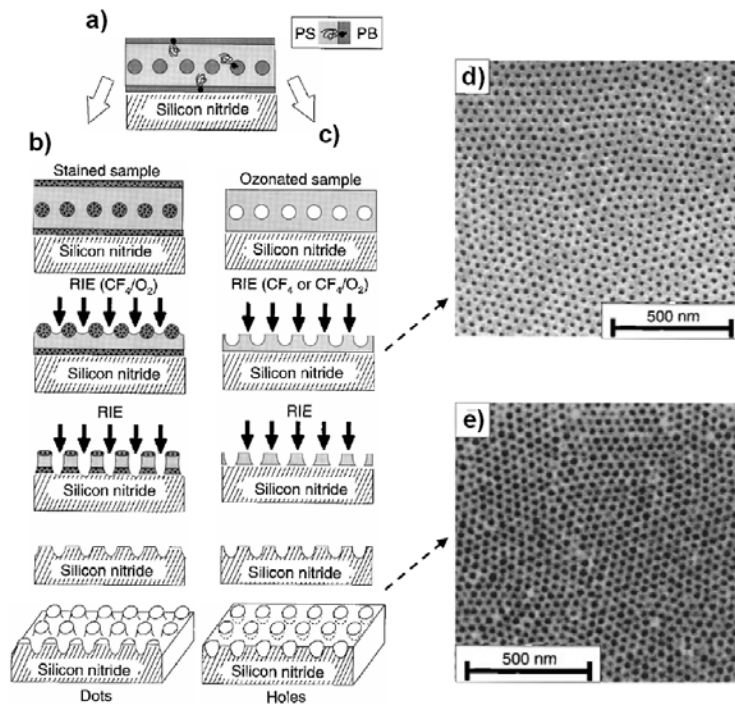 a)
PS PB
Silicon nitride
b)
c)
Stained sample
Silicon nitride
RIE (CF4/O2)
Silicon nitride
RIE
Silicon nitride
Silicon nitride
Silicon nitride
Dots
Ozonated sample
Silicon nitride
RIE (CF4 or CF4/O2)
Silicon nitride
RIE
Silicon nitride
Silicon nitride
Silicon nitride
Holes
d)
500 nm
e)
500 nm